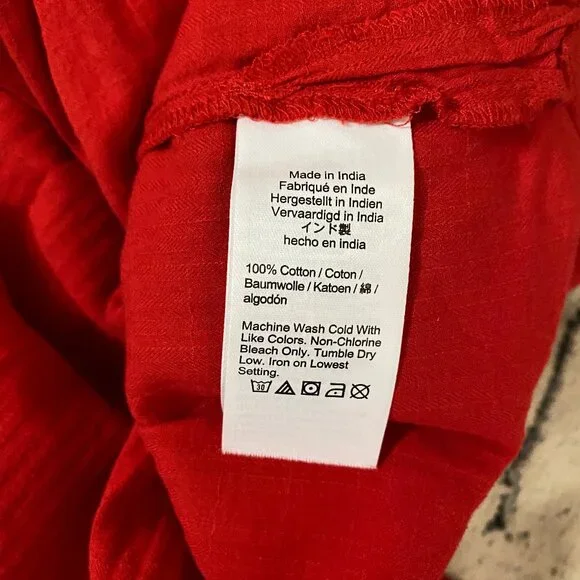 Made in India
Fabriqué en Inde
Hergestellt in Indien
Vervaardigd in India
インド製
hecho en india
100% Cotton / Coton /
Baumwolle / Katoen / 綿 /
algodón
Machine Wash Cold With
Like Colors. Non-Chlorine
Bleach Only. Tumble Dry
Low. Iron on Lowest
Setting.
30